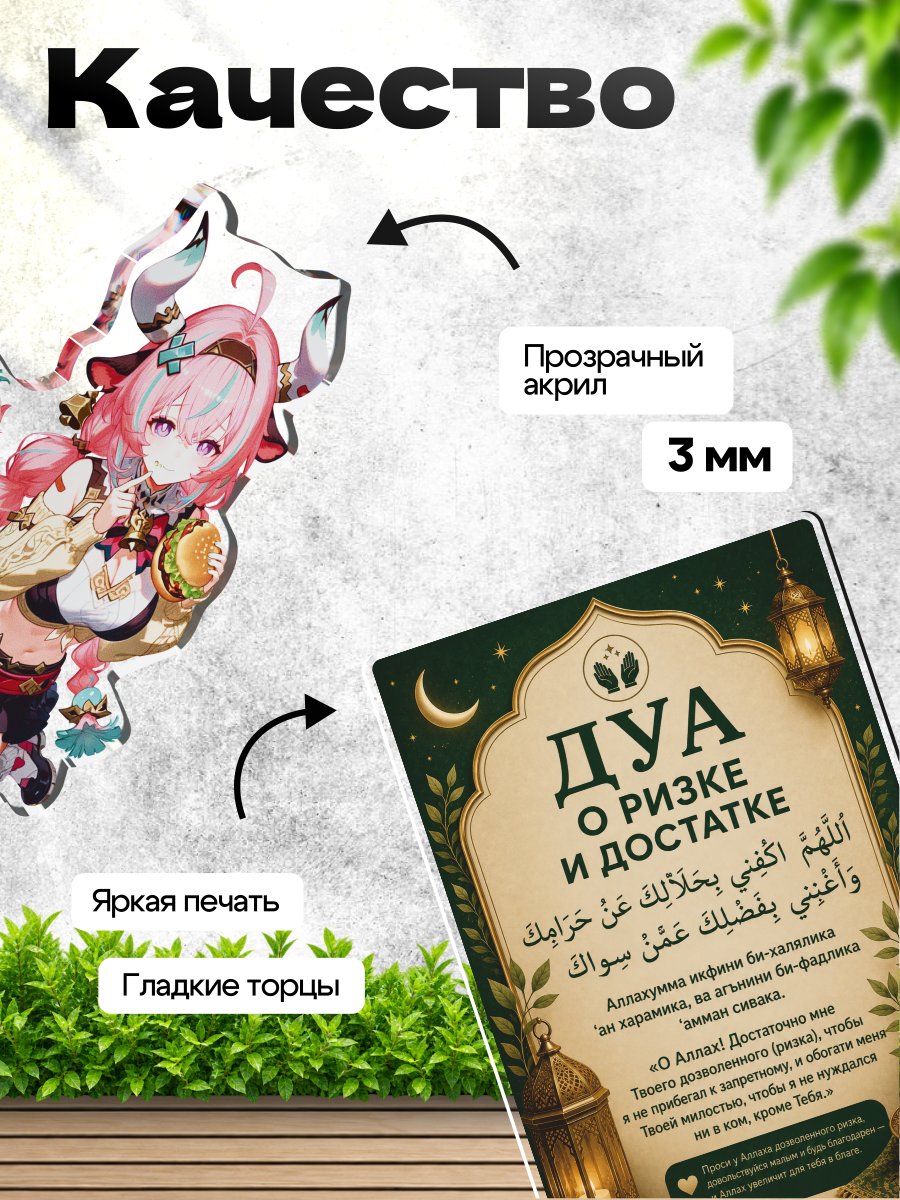 Качество
Прозрачный
акрил
3 мм
ДУА
О РИЗКЕ
И ДОСТАТКЕ
اَللَّهُمَّ اكْفِنِي بِحَلَالِكَ عَنْ حَرَامِكَ
وَأَغْنِنِي بِفَضْلِكَ عَمَّنْ سِوَاكَ
Аллахумма икфини би-халялика
‘ан харамика, ва агънини би-фадлика
‘амман сивака.
«О Аллах! Достаточно мне
Твоего дозволенного (ризка), чтобы
я не прибегал к запретному, и обогати меня
Твоей милостью, чтобы я не нуждался
ни в ком, кроме Тебя.»
Проси у Аллаха дозволенного ризка,
довольствуйся малым и будь благодарен —
и Аллах увеличит для тебя в благе.
Яркая печать
Гладкие торцы